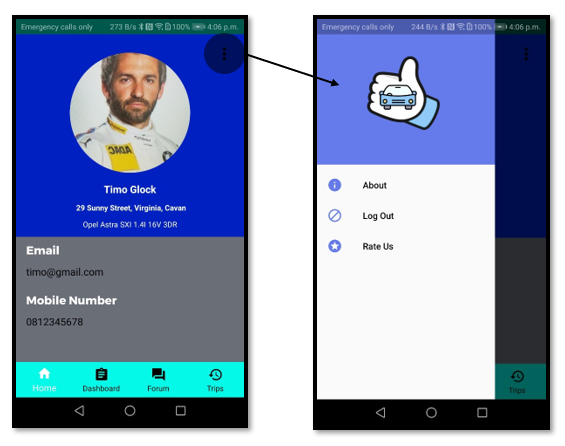 Emergency calls only 273 B/s 100% 4:06 p.m.
Timo Glock
29 Sunny Street, Virginia, Cavan
Opel Astra SXI 1.4I 16V 3DR
Email
timo@gmail.com
Mobile Number
0812345678
Home Dashboard Forum Trips
Emergency calls only 244 B/s 100% 4:06 p.m.
About
Log Out
Rate Us
Trips